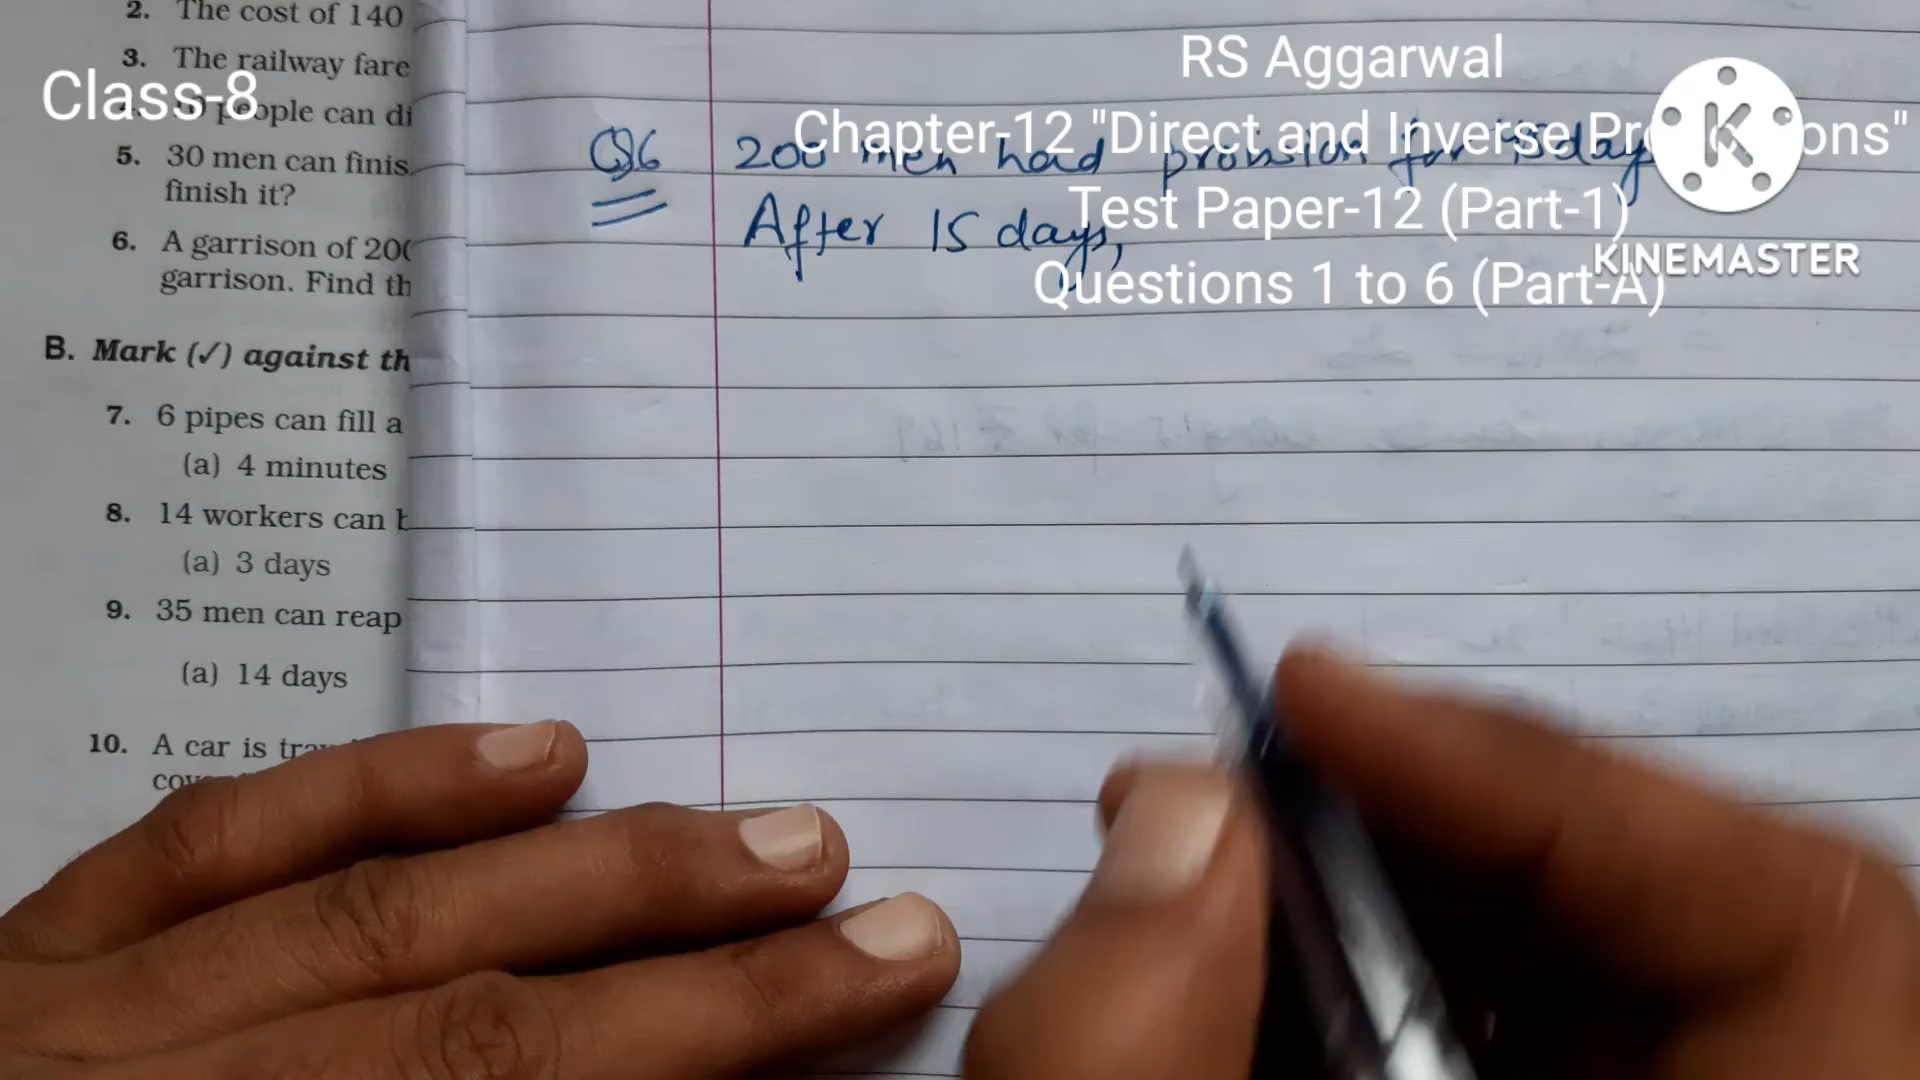 2. The cost of 140
3. The railway fare
Class-8
people can di
5. 30 men can finis
finish it?
6. A garrison of 200
garrison. Find th
B. Mark (✓) against th
7. 6 pipes can fill a
(a) 4 minutes
8. 14 workers can b
(a) 3 days
9. 35 men can reap
(a) 14 days
10. A car is
RS Aggarwal
Chapter-12 "Direct and Inverse Pr ons"
Test Paper-12 (Part-1)
Questions 1 to 6 (Part-A)
KINEMASTER
Q6 200 men had provision for days
After 15 days,